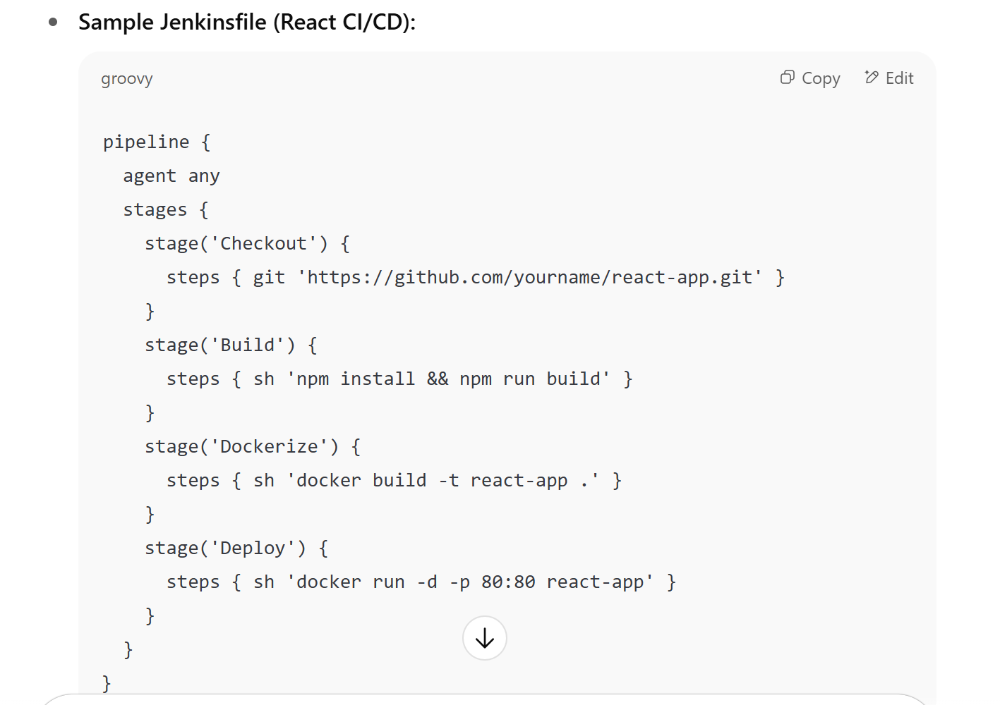 Sample Jenkinsfile (React CI/CD):
groovy
Copy Edit
pipeline {
  agent any
  stages {
    stage('Checkout') {
      steps { git 'https://github.com/yourname/react-app.git' }
    }
    stage('Build') {
      steps { sh 'npm install && npm run build' }
    }
    stage('Dockerize') {
      steps { sh 'docker build -t react-app .' }
    }
    stage('Deploy') {
      steps { sh 'docker run -d -p 80:80 react-app' }
    }
  }
}